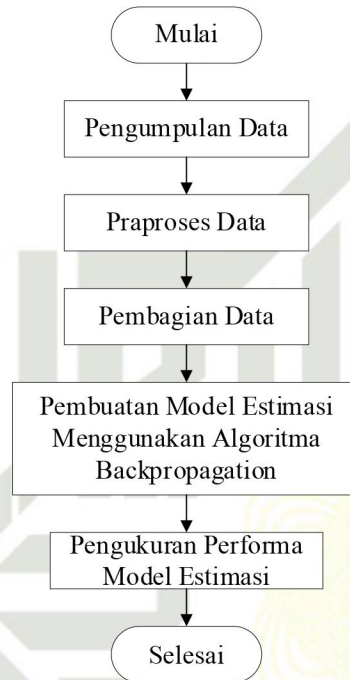 Mulai
Pengumpulan Data
Praproses Data
Pembagian Data
Pembuatan Model Estimasi
Menggunakan Algoritma
Backpropagation
Pengukuran Performa
Model Estimasi
Selesai